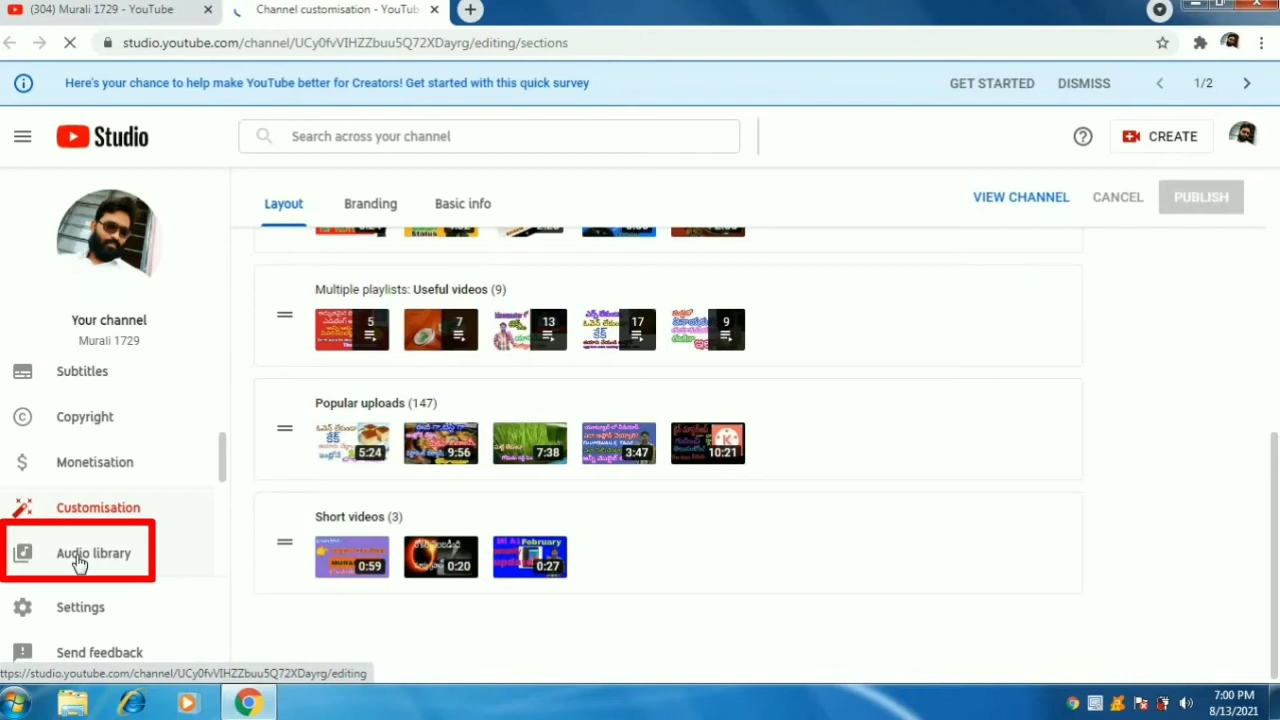 (304) Murali 1729 - YouTube
Channel customisation - YouTub
studio.youtube.com/channel/UCy0fvVIHZZbuu5Q72XDayrg/editing/sections
Here's your chance to help make YouTube better for Creators! Get started with this quick survey
GET STARTED
DISMISS
1/2
Studio
Search across your channel
CREATE
Layout
Branding
Basic info
VIEW CHANNEL
CANCEL
PUBLISH
Your channel
Murali 1729
Subtitles
Copyright
Monetisation
Customisation
Audio library
Settings
Send feedback
Status
Multiple playlists: Useful videos (9)
5
7
13
17
9
Popular uploads (147)
5:24
9:56
7:38
3:47
10:21
Short videos (3)
0:59
0:20
0:27
ttps://studio.youtube.com/channel/UCy0fvVIHZZbuu5Q72XDayrg/editing
7:00 PM
8/13/2021